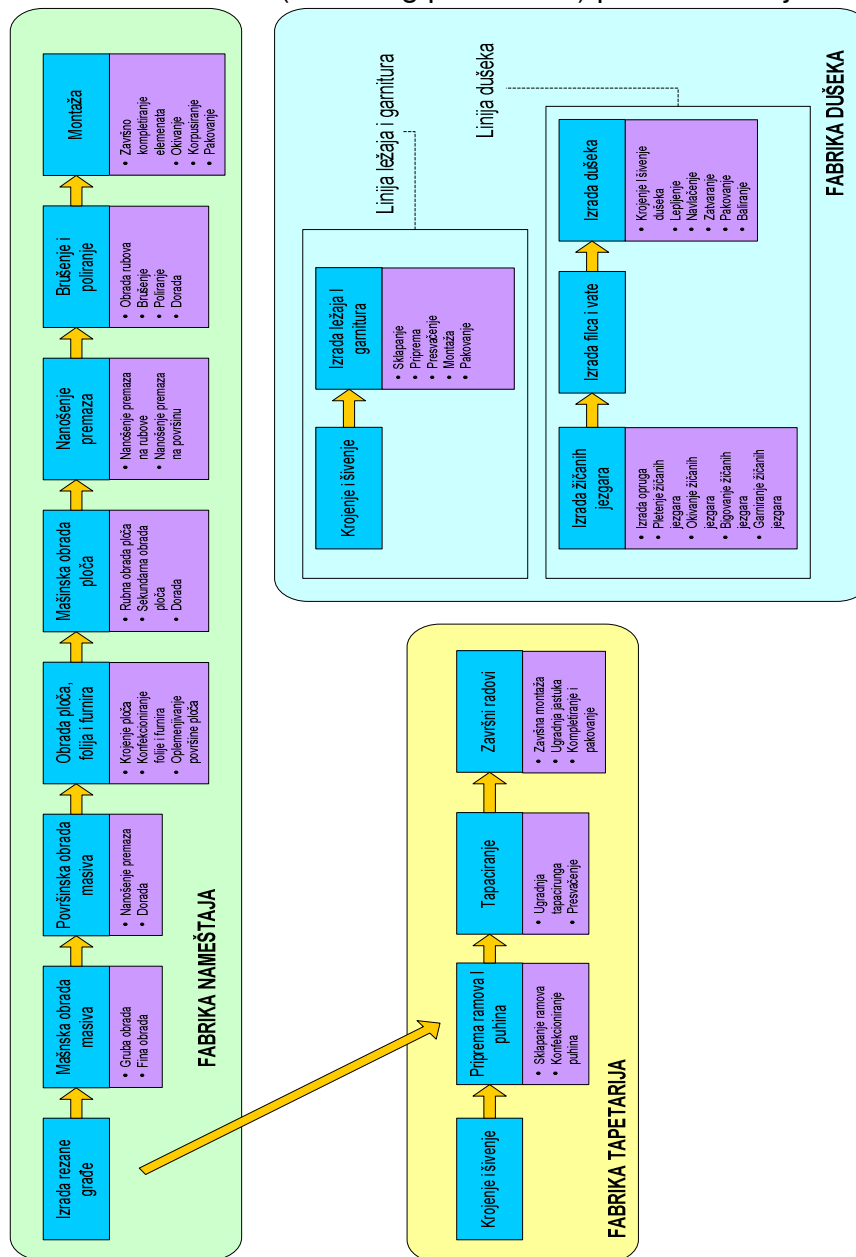 Izrada rezane
građe
Mašnska obrada
masiva
• Gruba obrada
• Fina obrada
Površinska obrada
masiva
• Nanošenje premaza
• Dorada
Obrada ploča,
folija i furnira
• Krojenje ploča
• Konfekcioniranje
folije i furnira
• Oplemenjivanje
površine ploča
Mašinska obrada
ploča
• Rubna obrada ploča
• Sekundarna obrada
ploča
• Dorada
Nanošenje
premaza
• Nanošenje premaza
na rubove
• Nanošenje premaza
na površinu
Brušenje i
poliranje
• Obrada rubova
• Brušenje
• Poliranje
• Dorada
Montaža
• Zavišno
kompletiranje
elemenata
• Okivanje
• Korpusiranje
• Pakovanje
FABRIKA NAMEŠTAJA
Krojenje i šivenje
Priprema ramova I
puhina
• Sklapanje ramova
• Konfekcioniranje
puhina
Tapaciranje
• Ugradnja
tapacirunga
• Presvačenje
Završni radovi
• Završna montaža
• Ugradnja jastuka
• Kompletiranje i
pakovanje
FABRIKA TAPETARIJA
Linija ležaja i garnitura
Krojenje i šivenje
Izrada ležaja I
garnitura
• Sklapanje
• Priprema
• Presvačenje
• Montaža
• Pakovanje
Linija dušeka
Izrada žičanih
jezgara
• Izrada opruga
• Pletenje žičanih
jezgara
• Okivanje žičanih
jezgara
• Bigovanje žičanih
jezgara
• Garniranje žičanih
jezgara
Izrada filca i vate
Izrada dušeka
• Krojenje I šivenje
dušeka
• Lepljenje
• Navlačenje
• Zatvaranje
• Pakovanje
• Baliranje
FABRIKA DUŠEKA